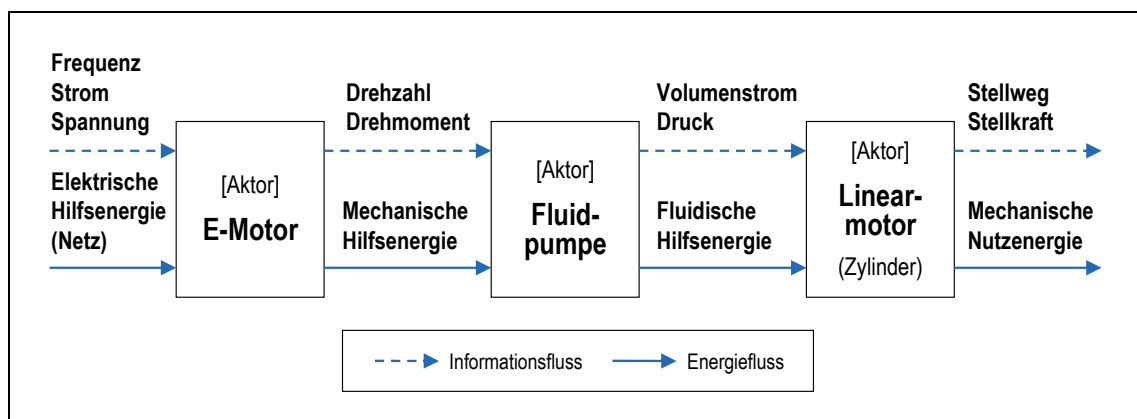 Frequenz
Strom
Spannung
Elektrische
Hilfsenergie
(Netz)
[Aktor]
E-Motor
Drehzahl
Drehmoment
Mechanische
Hilfsenergie
[Aktor]
Fluid-
pumpe
Volumenstrom
Druck
Fluidische
Hilfsenergie
[Aktor]
Linear-
motor
(Zylinder)
Stellweg
Stellkraft
Mechanische
Nutzenergie
Informationsfluss
Energiefluss